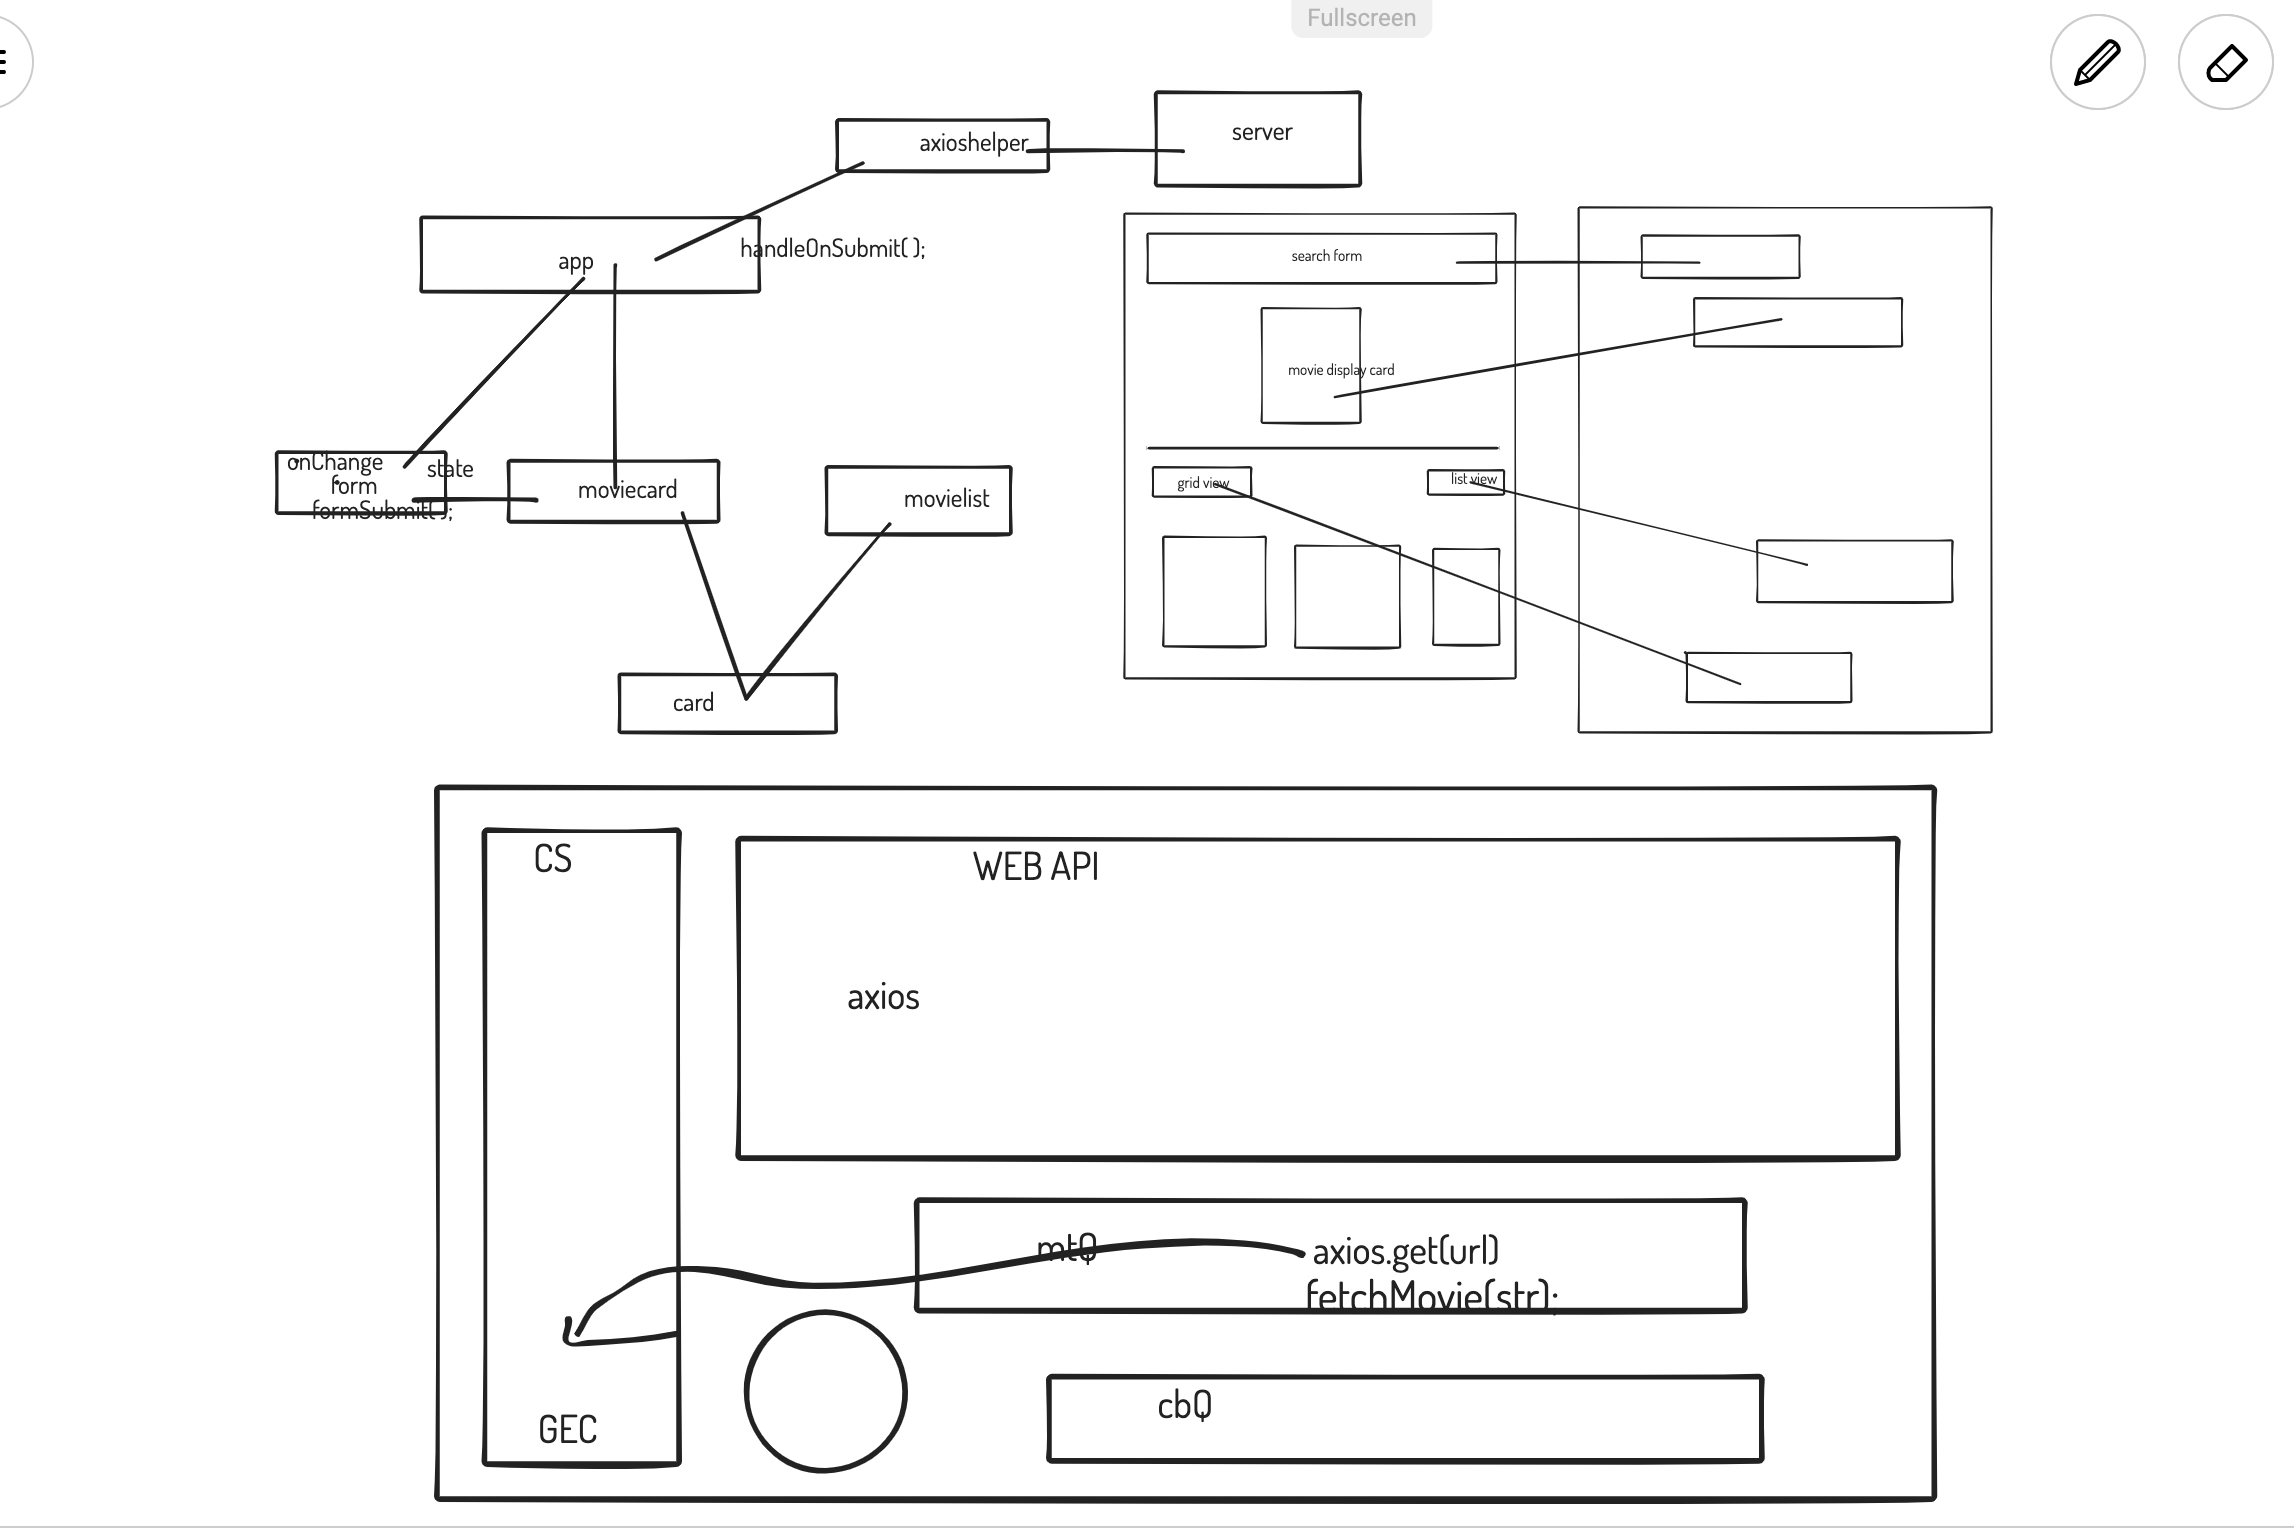 Fullscreen
server
axioshelper
app
handleOnSubmit( );
onChange
state
form
formSubmit( );
moviecard
movielist
card
search form
movie display card
grid view
list view
CS
WEB API
axios
mtQ
axios.get(url)
fetchMovie(str);
cbQ
GEC